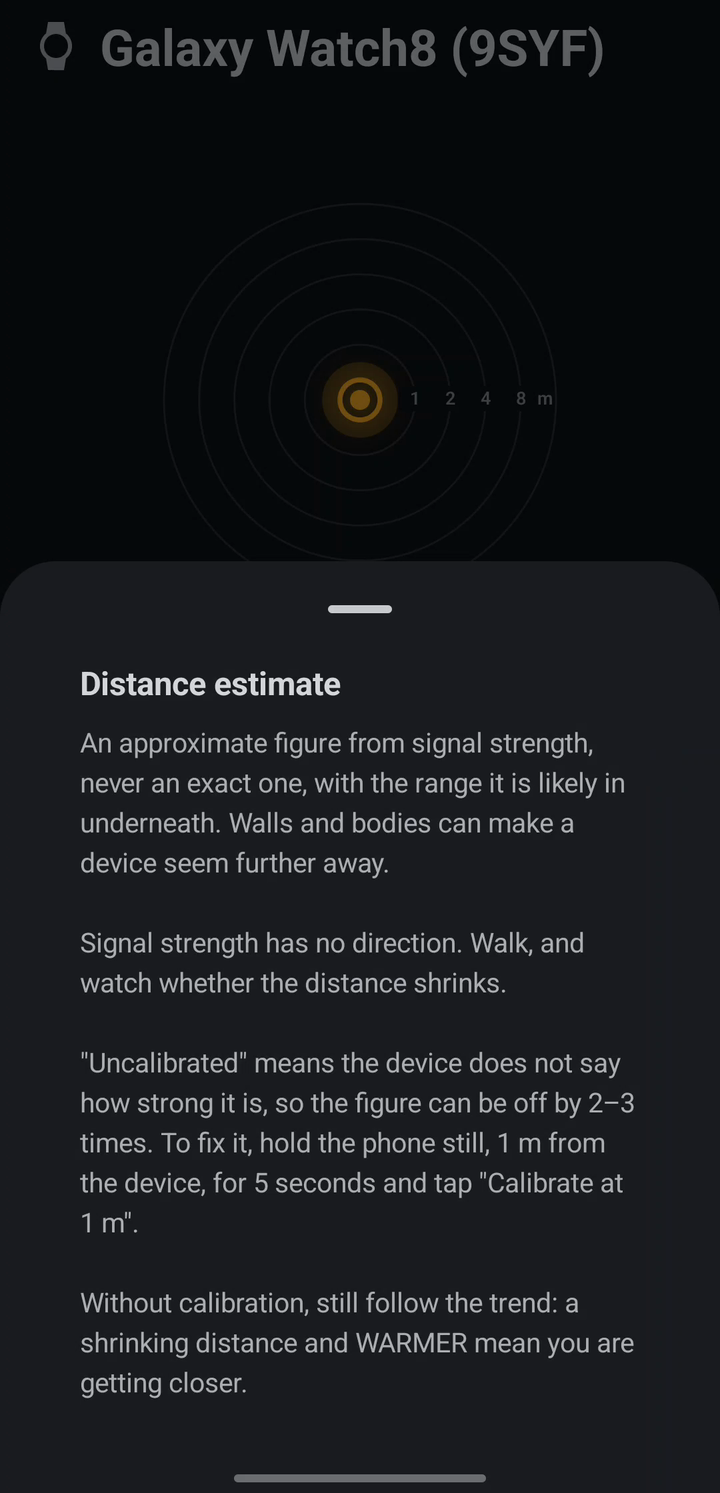 Galaxy Watch8 (9SYF)
1 2 4 8 m
Distance estimate
An approximate figure from signal strength,
never an exact one, with the range it is likely in
underneath. Walls and bodies can make a
device seem further away.
Signal strength has no direction. Walk, and
watch whether the distance shrinks.
"Uncalibrated" means the device does not say
how strong it is, so the figure can be off by 2–3
times. To fix it, hold the phone still, 1 m from
the device, for 5 seconds and tap "Calibrate at
1 m".
Without calibration, still follow the trend: a
shrinking distance and WARMER mean you are
getting closer.